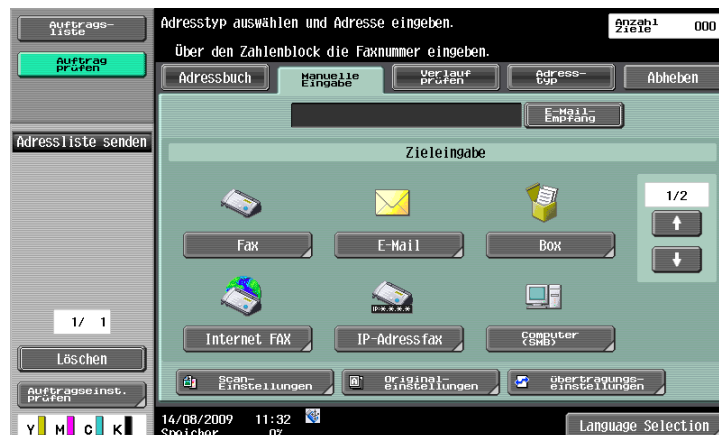 Auftrags-
liste
Auftrag
prüfen
Adressliste senden
1/ 1
Löschen
Auftragseinst.
prüfen
Y M C K
Adresstyp auswählen und Adresse eingeben.
Über den Zahlenblock die Faxnummer eingeben.
Anzahl
Ziele 000
Adressbuch
Manuelle
Eingabe
Verlauf
prüfen
Adress-
typ
Abheben
E-Mail-
Empfang
Zieleingabe
Fax
E-Mail
Box
1/2
Internet FAX
IP-*.*.*.*
IP-Adressfax
Computer
(SMB)
Scan-
Einstellungen
Original-
einstellungen
übertragungs-
einstellungen
14/08/2009 11:32
Speicher 0%
Language Selection